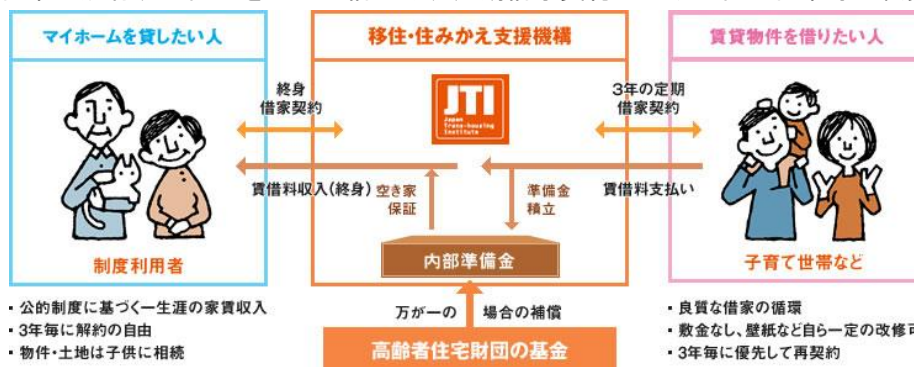 マイホームを貸したい人
移住・住みかえ支援機構
賃貸物件を借りたい人
終身
借家契約
JTI
Japan
Trans-housing
Institute
3年の定期
借家契約
賃借料収入(終身)
空き家
保証
準備金
積立
賃借料支払い
制度利用者
内部準備金
子育て世帯など
・公的制度に基づく一生涯の家賃収入
・3年毎に解約の自由
・物件・土地は子供に相続
万が一の 場合の補償
高齢者住宅財団の基金
・良質な借家の循環
・敷金なし、壁紙など自ら一定の改修可
・3年毎に優先して再契約